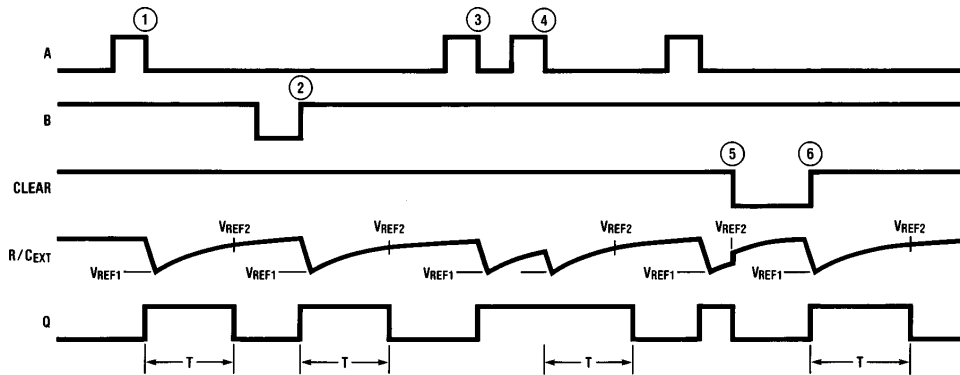 ① ③ ④
A
②
B
⑤ ⑥
CLEAR
VREF2 VREF2 VREF2 VREF2 VREF2
R/CEXT
VREF1 VREF1 VREF1 VREF1 VREF1
Q
T T T T